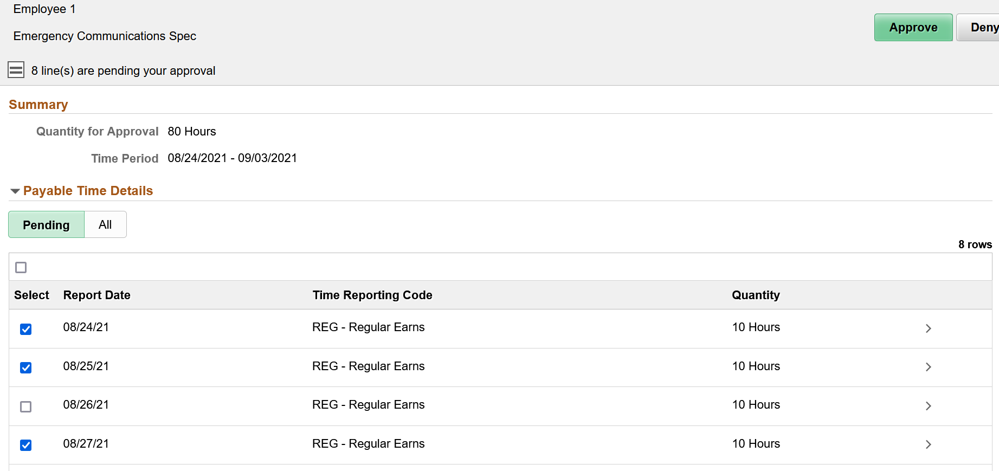 Employee 1
Approve Deny
Emergency Communications Spec
8 line(s) are pending your approval
Summary
Quantity for Approval 80 Hours
Time Period 08/24/2021 - 09/03/2021
Payable Time Details
Pending All
8 rows
Select Report Date Time Reporting Code Quantity
08/24/21 REG - Regular Earns 10 Hours
08/25/21 REG - Regular Earns 10 Hours
08/26/21 REG - Regular Earns 10 Hours
08/27/21 REG - Regular Earns 10 Hours